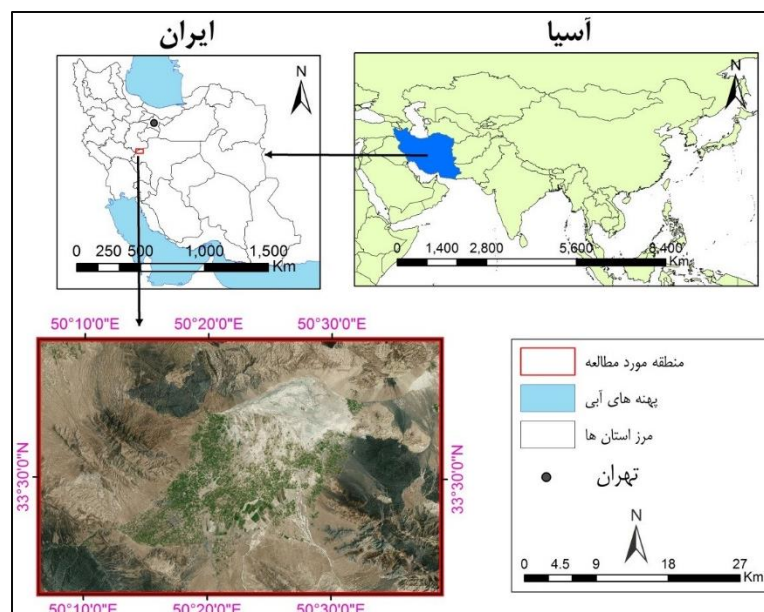 ایران
آسیا
N
N
0 250 500 1,000 1,500
Km
0 1,400 2,800 5,600 8,400
Km
50°10'0"E 50°20'0"E 50°30'0"E
33°30'0"N
33°30'0"N
50°10'0"E 50°20'0"E 50°30'0"E
منطقه مورد مطالعه
پهنه های آبی
مرز استان ها
تهران
N
0 4.5 9 18 27
Km